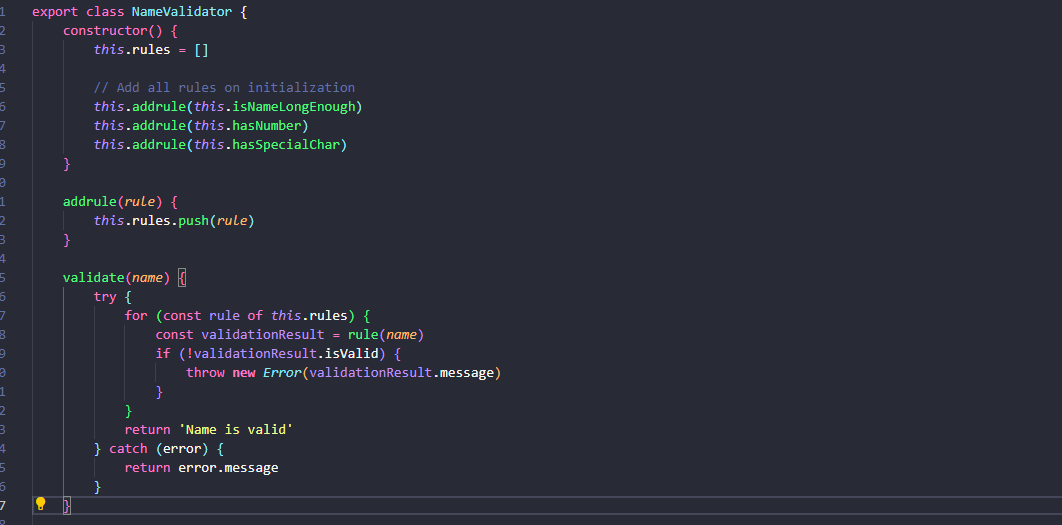 1 export class NameValidator {
2 constructor() {
3 this.rules = []
4
5 // Add all rules on initialization
6 this.addrule(this.isNameLongEnough)
7 this.addrule(this.hasNumber)
8 this.addrule(this.hasSpecialChar)
9 }
0
1 addrule(rule) {
2 this.rules.push(rule)
3 }
4
5 validate(name) {
6 try {
7 for (const rule of this.rules) {
8 const validationResult = rule(name)
9 if (!validationResult.isValid) {
0 throw new Error(validationResult.message)
1 }
2 }
3 return 'Name is valid'
4 } catch (error) {
5 return error.message
6 }
7 }
8